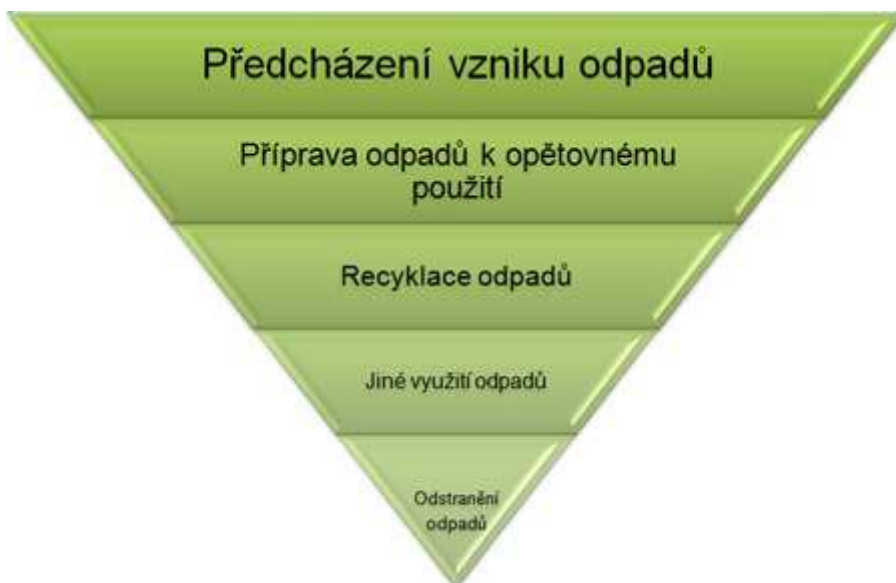 Předcházení vzniku odpadů
Příprava odpadů k opětovnému
použití
Recyklace odpadů
Jiné využití odpadů
Odstranění
odpadů